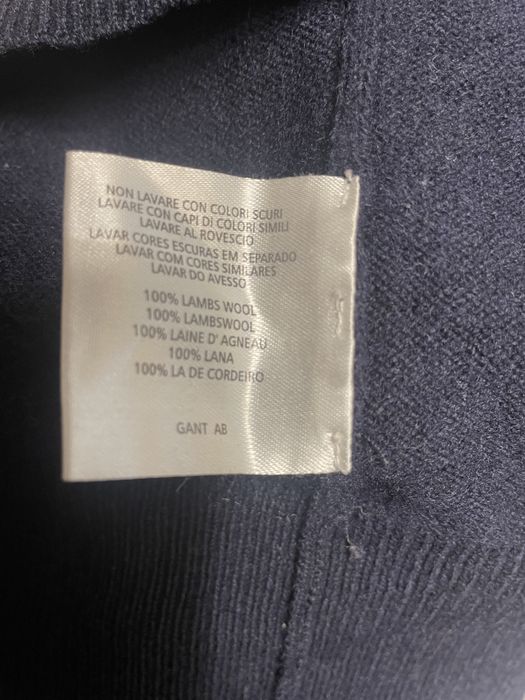 NON LAVARE CON COLORI SCURI
LAVARE CON CAPI DI COLORI SIMILI
LAVARE AL ROVESCIO
LAVAR CORES ESCURAS EM SEPARADO
LAVAR COM CORES SIMILARES
LAVAR DO AVESSO
100% LAMBS WOOL
100% LAMBSWOOL
100% LAINE D'AGNEAU
100% LANA
100% LA DE CORDEIRO
GANT AB